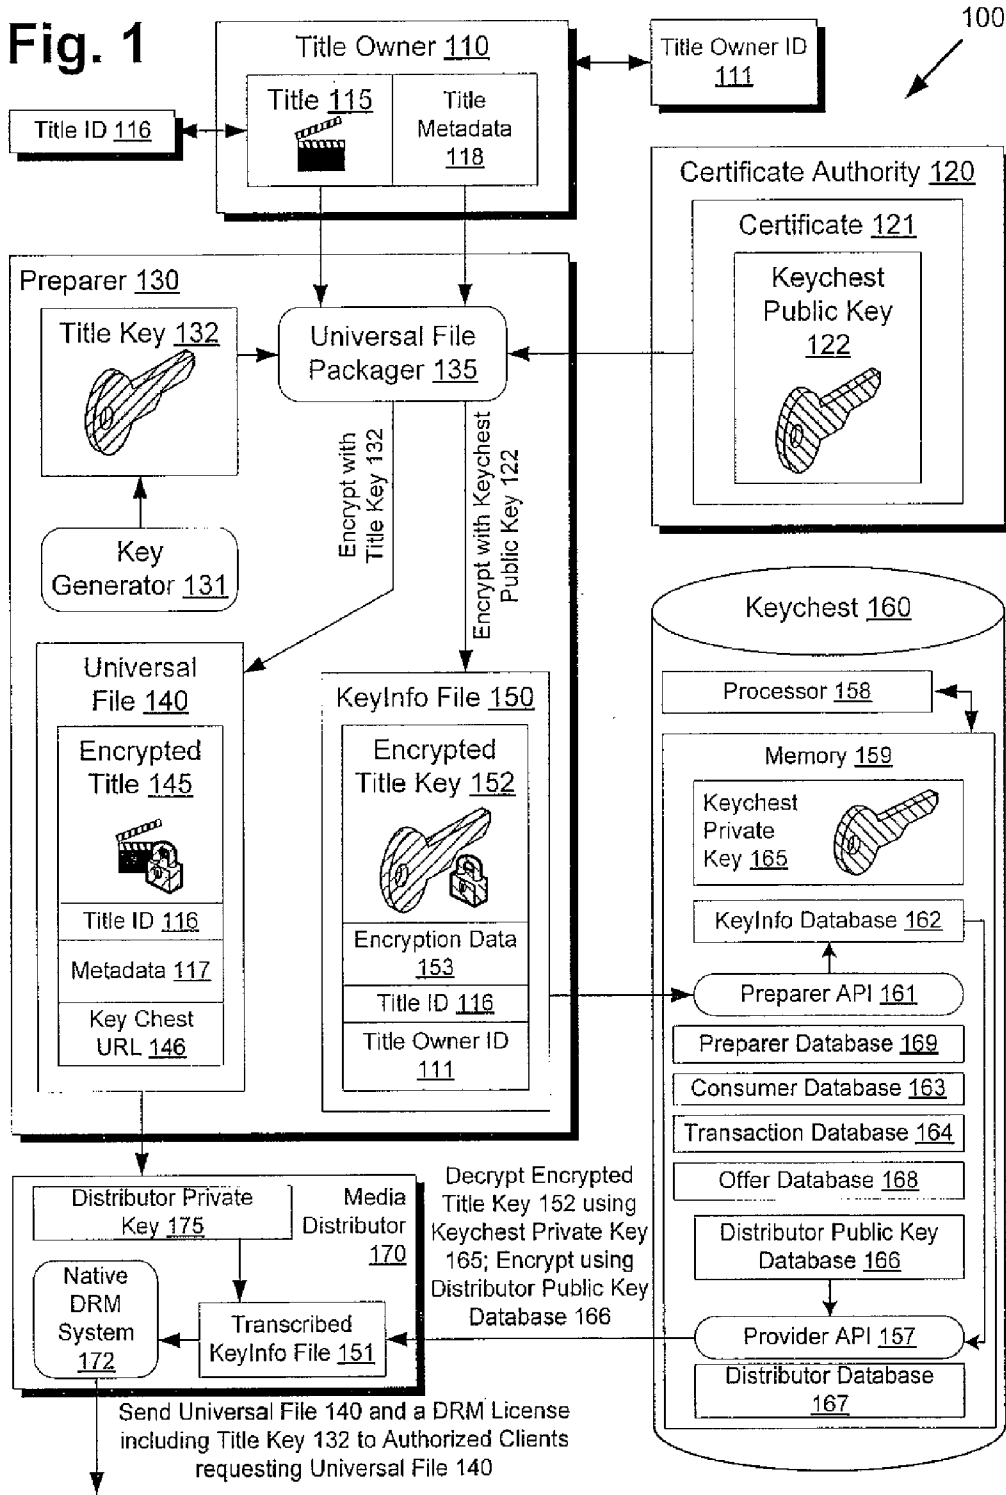 Fig. 1
100
Title Owner 110
Title Owner ID
111
Title 115
Title
Metadata
118
Title ID 116
Certificate Authority 120
Certificate 121
Keychest
Public Key
122
Preparer 130
Title Key 132
Universal File
Packager 135
Encrypt with
Title Key 132
Encrypt with Keychest
Public Key 122
Key
Generator 131
Universal
File 140
Encrypted
Title 145
Title ID 116
Metadata 117
Key Chest
URL 146
KeyInfo File 150
Encrypted
Title Key 152
Encryption Data
153
Title ID 116
Title Owner ID
111
Keychest 160
Processor 158
Memory 159
Keychest
Private
Key 165
KeyInfo Database 162
Preparer API 161
Preparer Database 169
Consumer Database 163
Transaction Database 164
Offer Database 168
Distributor Public Key
Database 166
Provider API 157
Distributor Database
167
Distributor Private
Key 175
Media
Distributor
170
Native
DRM
System
172
Transcribed
KeyInfo File 151
Decrypt Encrypted
Title Key 152 using
Keychest Private Key
165; Encrypt using
Distributor Public Key
Database 166
Send Universal File 140 and a DRM License
including Title Key 132 to Authorized Clients
requesting Universal File 140